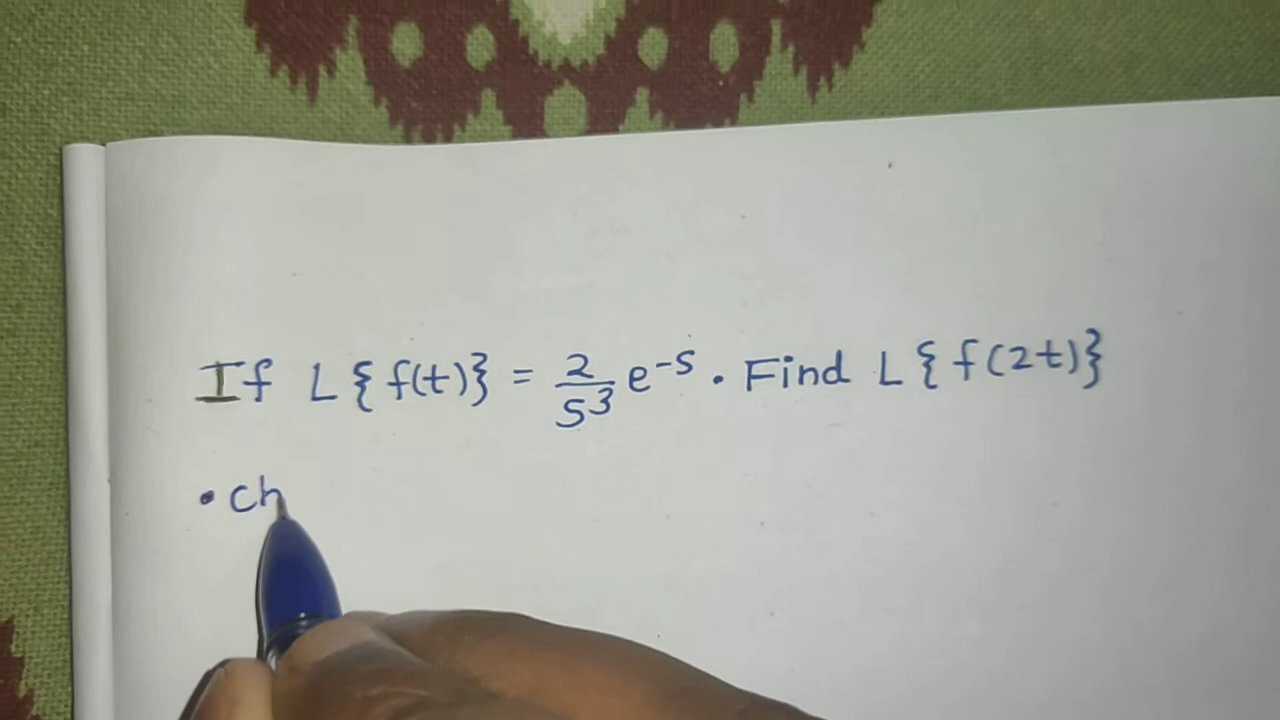 If L{f(t)} = 2/s³ e^-s . Find L{f(2t)}
• Ch